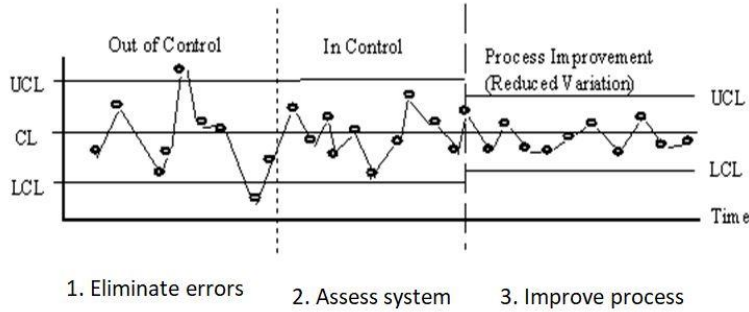 Out of Control
In Control
Process Improvement
(Reduced Variation)
UCL
UCL
CL
LCL
LCL
Time
1. Eliminate errors
2. Assess system
3. Improve process